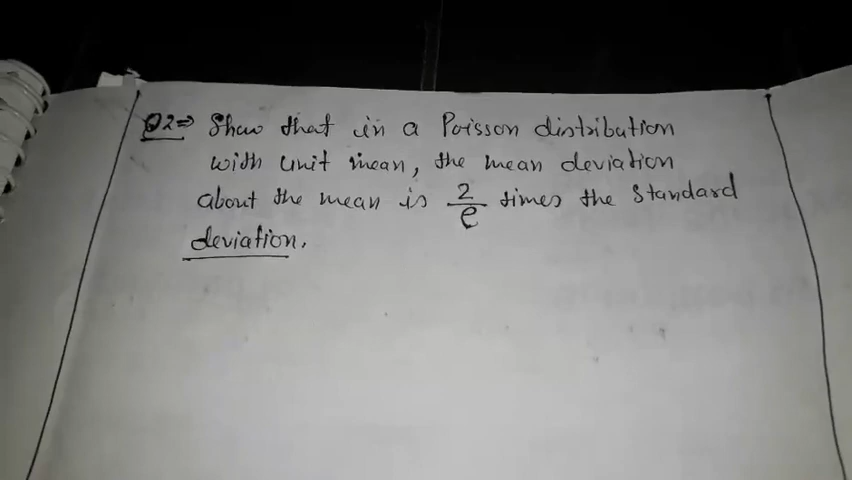 Q2⇒ Show that in a Poisson distribution
with unit mean, the mean deviation
about the mean is 2/e times the Standard
deviation.